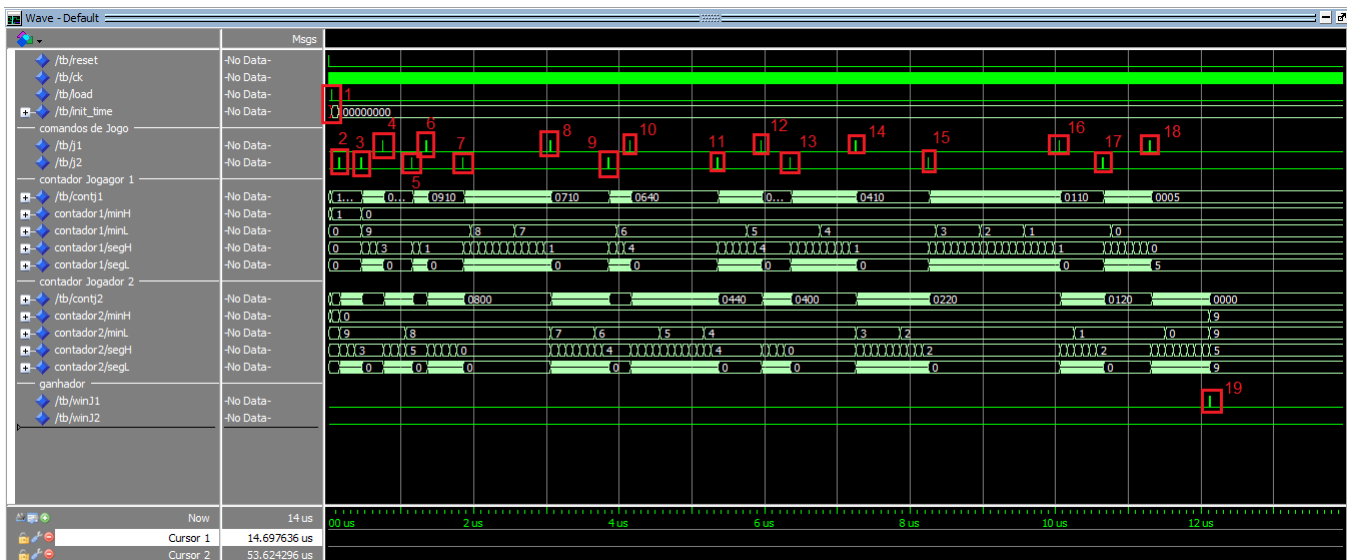 Wave - Default
Msgs
/tb/reset -No Data-
/tb/ck -No Data-
/tb/load -No Data- 1
/tb/init_time -No Data- 00000000
comandos de Jogo
2 3 4 6 7 8 9 10 11 12 13 14 15 16 17 18
/tb/j1 -No Data-
/tb/j2 -No Data-
5
contador Jogagor 1
/tb/contj1 -No Data- 1... 0... 0910 0710 0640 0... 0410 0110 0005
contador1/minH -No Data- 1 0
contador1/minL -No Data- 0 9 8 7 6 5 4 3 2 1 0
contador1/segH -No Data- 0 3 1 1 4 4 1 1 0
contador1/segL -No Data- 0 0 0 0 0 0 0 0 5
contador Jogador 2
/tb/contj2 -No Data- 0800 0440 0400 0220 0120 0000
contador2/minH -No Data- 0 9
contador2/minL -No Data- 9 8 7 6 5 4 3 2 1 0 9
contador2/segH -No Data- 3 5 0 4 4 0 2 2 5
contador2/segL -No Data- 0 0 0 0 0 0 0 0 9
ganhador
/tb/winJ1 -No Data- 19
/tb/winJ2 -No Data-
Now 14 us 00 us 2 us 4 us 6 us 8 us 10 us 12 us
Cursor 1 14.697636 us
Cursor 2 53.624296 us